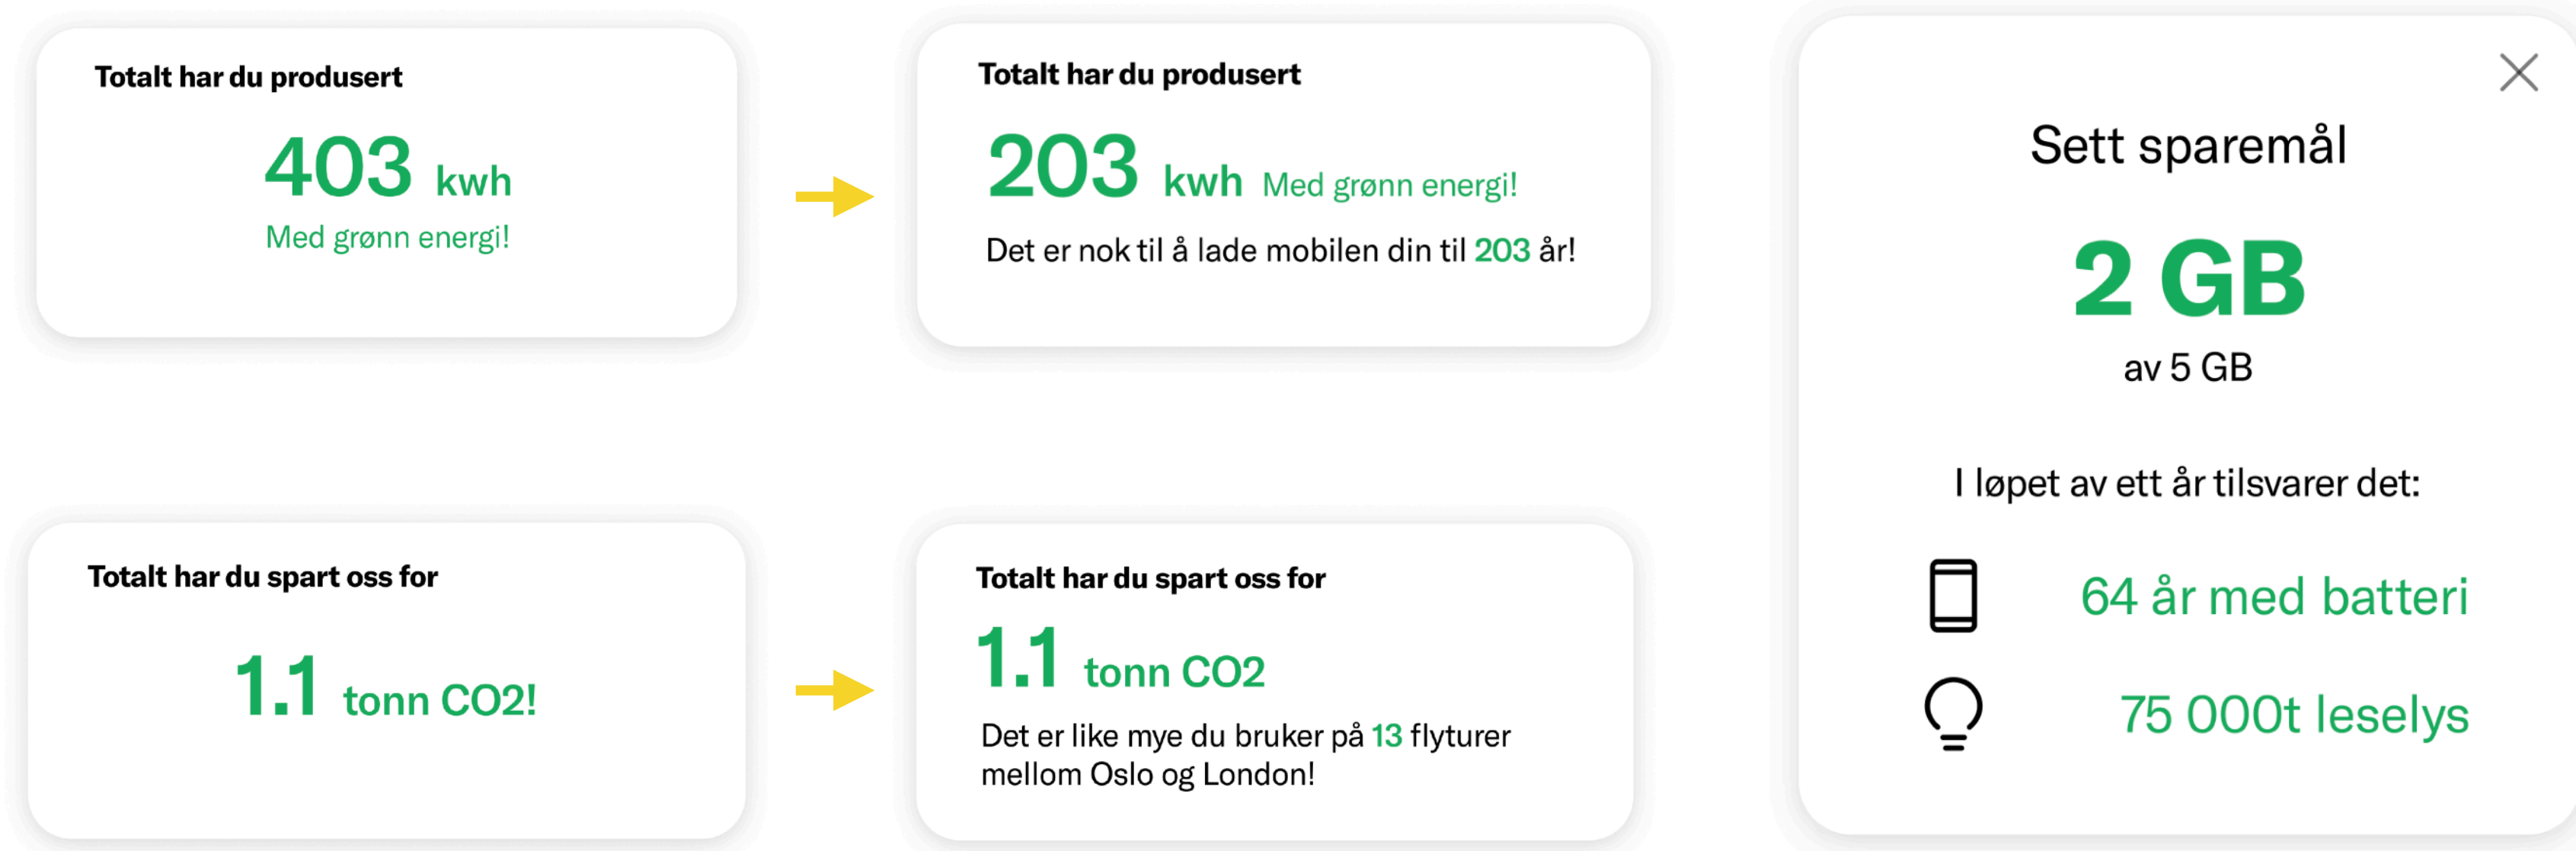 Totalt har du produsert
403 kwh
Med grønn energi!
Totalt har du produsert
203 kwh Med grønn energi!
Det er nok til å lade mobilen din til 203 år!
Totalt har du spart oss for
1.1 tonn CO2!
Totalt har du spart oss for
1.1 tonn CO2
Det er like mye du bruker på 13 flyturer
mellom Oslo og London!
Sett sparemål
2 GB
av 5 GB
I løpet av ett år tilsvarer det:
64 år med batteri
75 000t leselys